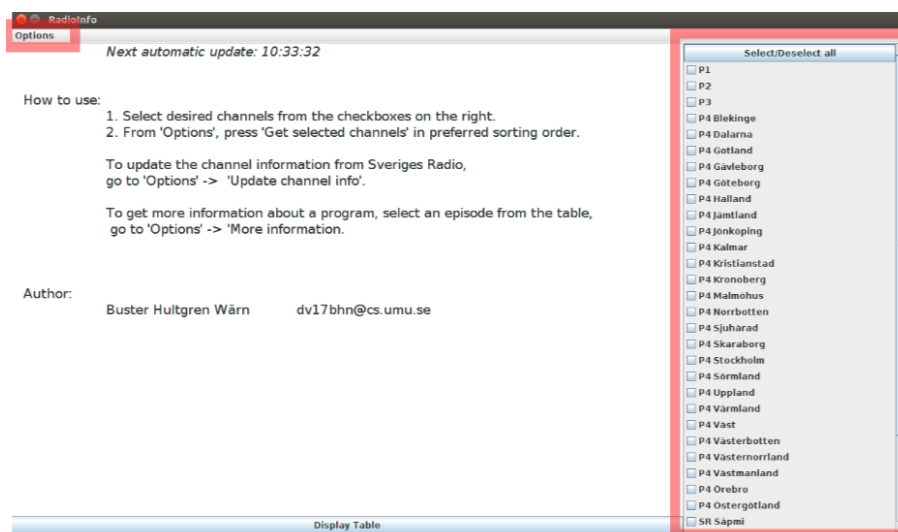 RadioInfo
Options
Next automatic update: 10:33:32
How to use:
1. Select desired channels from the checkboxes on the right.
2. From 'Options', press 'Get selected channels' in preferred sorting order.
To update the channel information from Sveriges Radio,
go to 'Options' -> 'Update channel info'.
To get more information about a program, select an episode from the table,
go to 'Options' -> 'More information.
Author:
Buster Hultgren Wärn dv17bhn@cs.umu.se
Display Table
Select/Deselect all
P1
P2
P3
P4 Blekinge
P4 Dalarna
P4 Gotland
P4 Gävleborg
P4 Göteborg
P4 Halland
P4 Jämtland
P4 Jönköping
P4 Kalmar
P4 Kristianstad
P4 Kronoberg
P4 Malmöhus
P4 Norrbotten
P4 Sjuhärad
P4 Skaraborg
P4 Stockholm
P4 Sörmland
P4 Uppland
P4 Värmland
P4 Väst
P4 Västerbotten
P4 Västernorrland
P4 Västmanland
P4 Örebro
P4 Östergötland
SR Sápmi